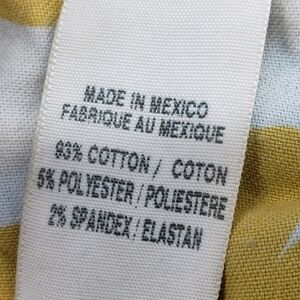 MADE IN MEXICO
FABRIQUE AU MEXIQUE
93% COTTON / COTON
5% POLYESTER / POLIESTERE
2% SPANDEX / ELASTAN